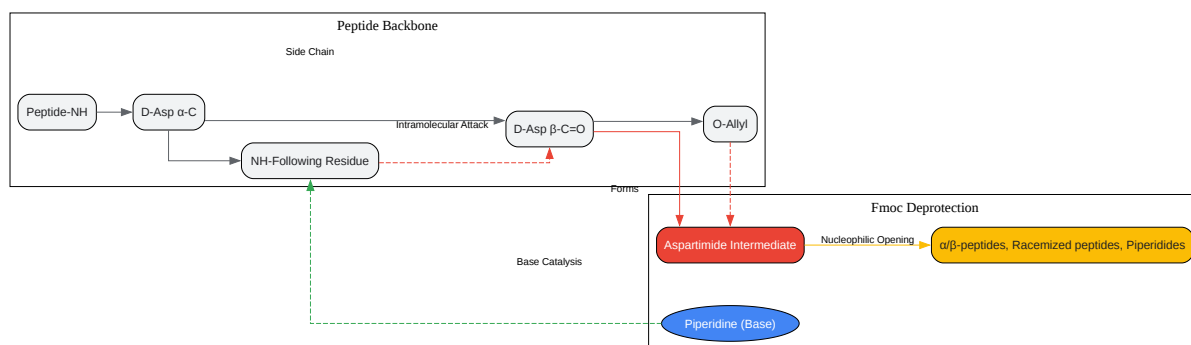 Peptide Backbone
Side Chain
Peptide-NH
D-Asp α-C
Intramolecular Attack
D-Asp β-C=O
O-Allyl
NH-Following Residue
Forms
Fmoc Deprotection
Aspartimide Intermediate
Nucleophilic Opening
α/β-peptides, Racemized peptides, Piperidides
Base Catalysis
Piperidine (Base)